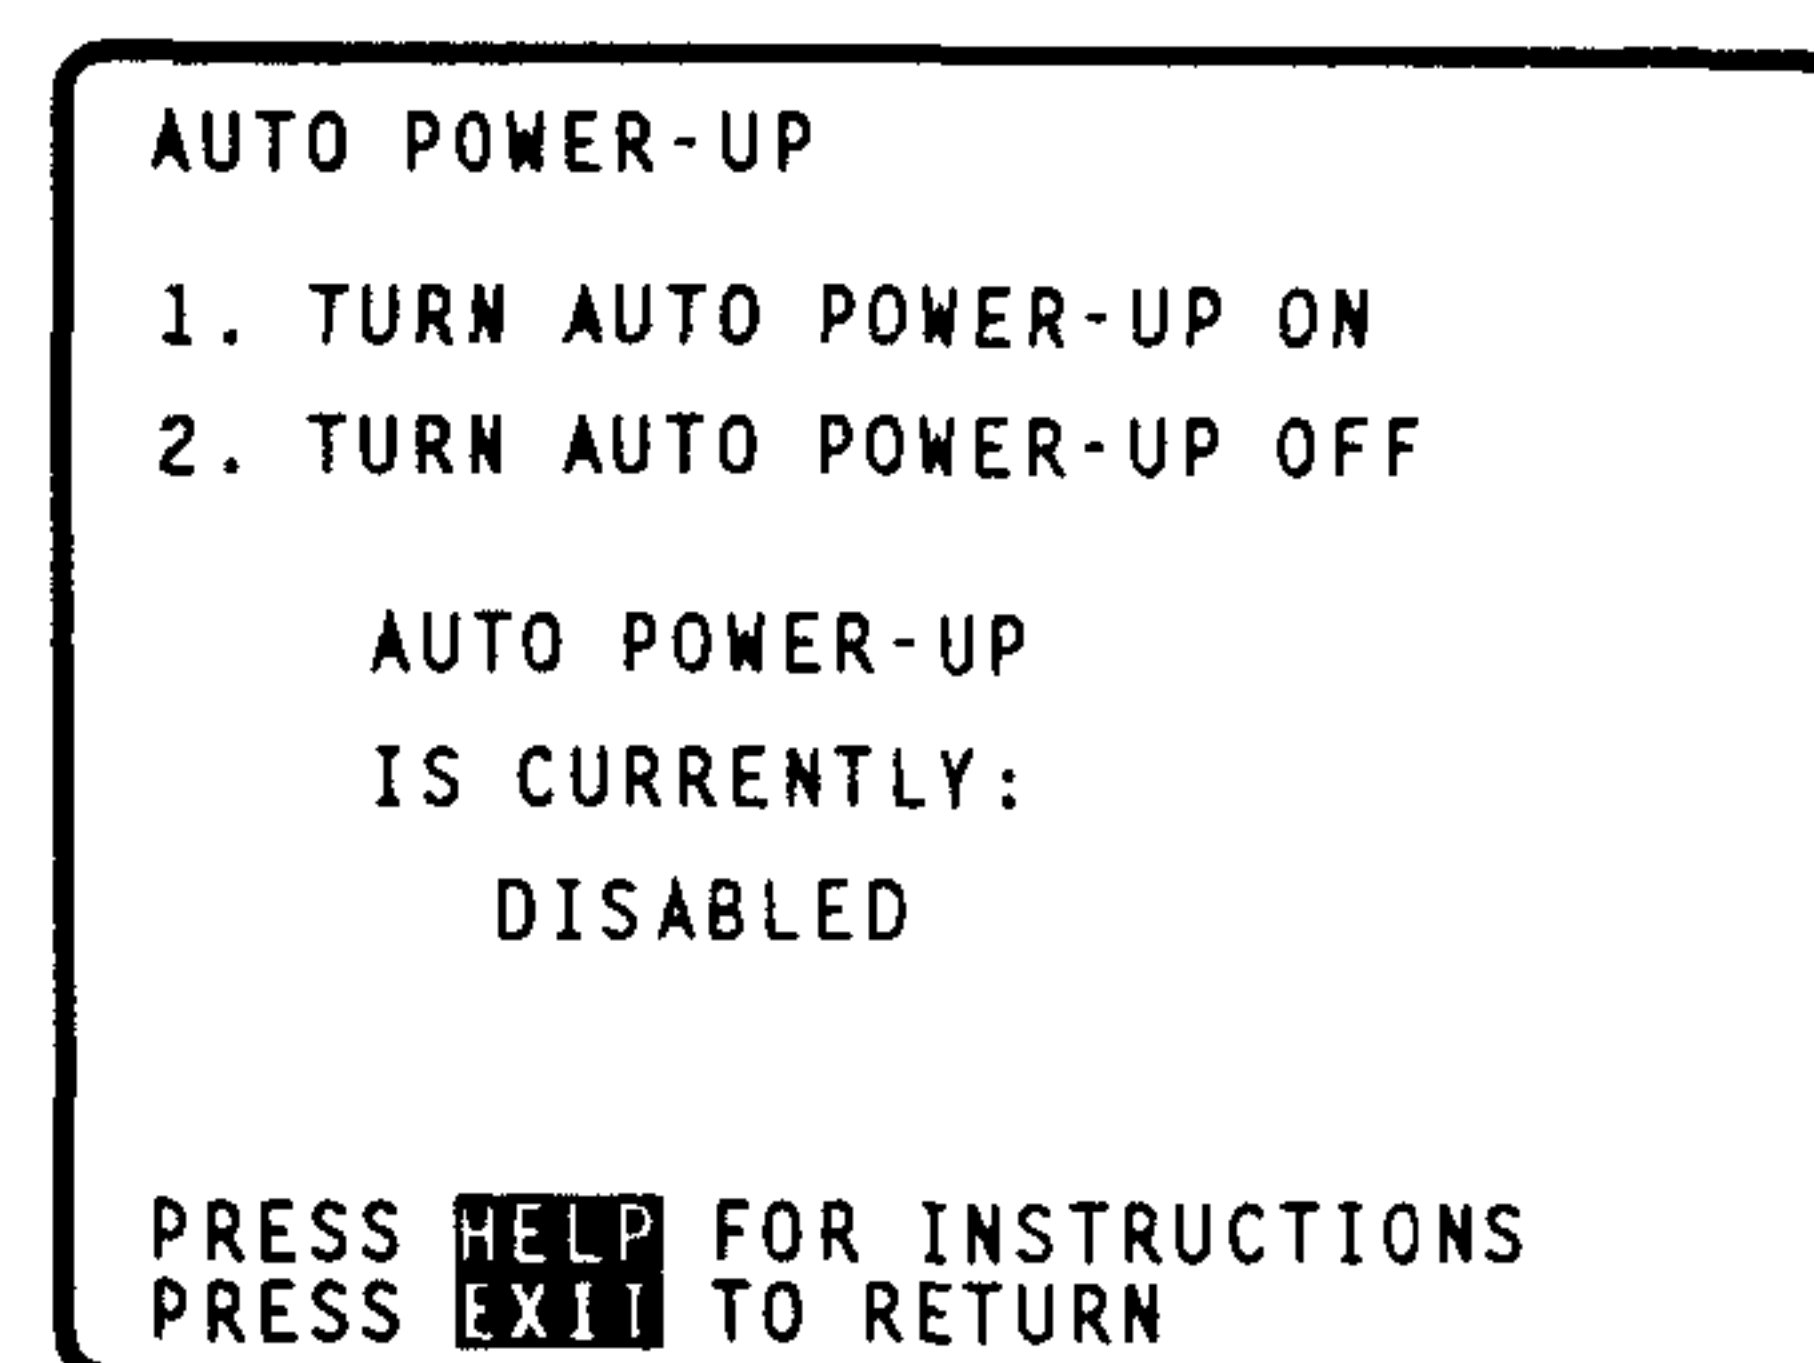 AUTO POWER-UP
1. TURN AUTO POWER-UP ON
2. TURN AUTO POWER-UP OFF
AUTO POWER-UP
IS CURRENTLY:
DISABLED
PRESS HELP FOR INSTRUCTIONS
PRESS EXIT TO RETURN